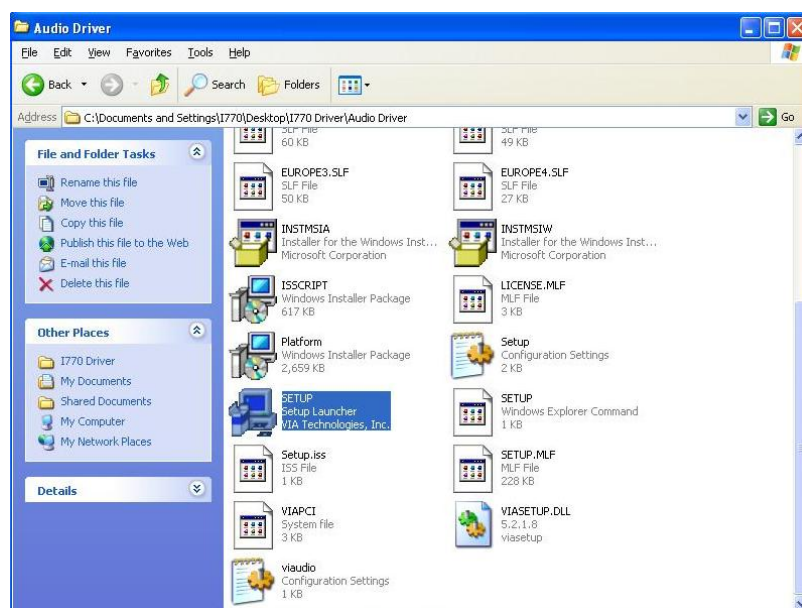 Audio Driver
File Edit View Favorites Tools Help
Back Search Folders
Address C:\Documents and Settings\I770\Desktop\I770 Driver\Audio Driver Go
File and Folder Tasks
Rename this file
Move this file
Copy this file
Publish this file to the Web
E-mail this file
Delete this file
Other Places
I770 Driver
My Documents
Shared Documents
My Computer
My Network Places
Details
SLF File
60 KB
SLF File
49 KB
EUROPE3.SLF
SLF File
50 KB
EUROPE4.SLF
SLF File
27 KB
INSTMSIA
Installer for the Windows Inst...
Microsoft Corporation
INSTMSIW
Installer for the Windows Inst...
Microsoft Corporation
ISSCRIPT
Windows Installer Package
617 KB
LICENSE.MLF
MLF File
3 KB
Platform
Windows Installer Package
2,659 KB
Setup
Configuration Settings
2 KB
SETUP
Setup Launcher
VIA Technologies, Inc.
SETUP
Windows Explorer Command
1 KB
Setup.iss
ISS File
1 KB
SETUP.MLF
MLF File
228 KB
VIAPCI
System file
3 KB
VIASETUP.DLL
5.2.1.8
viasetup
viaudio
Configuration Settings
1 KB